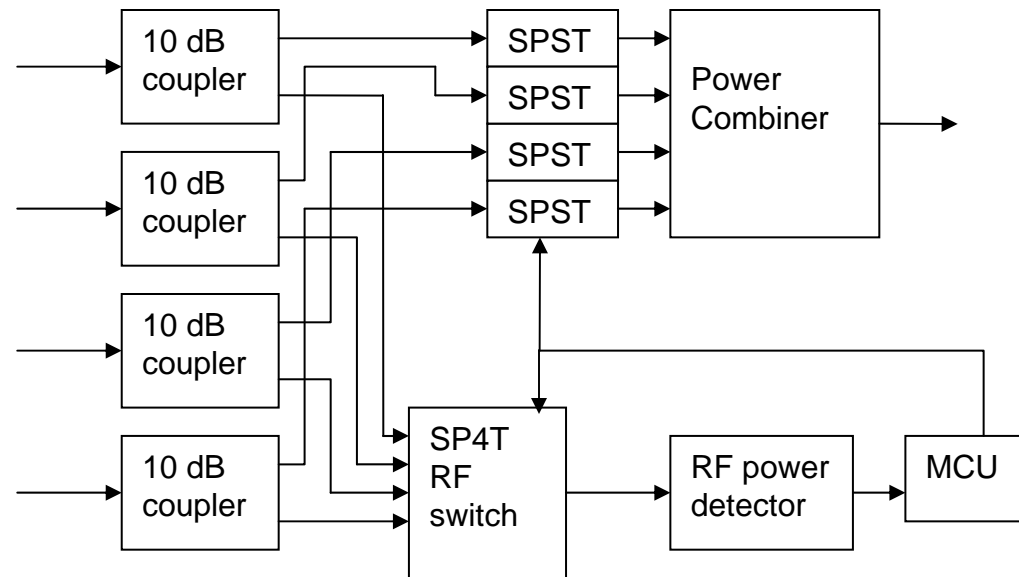 10 dB
coupler
SPST
SPST
SPST
SPST
Power
Combiner
10 dB
coupler
10 dB
coupler
10 dB
coupler
SP4T
RF
switch
RF power
detector
MCU